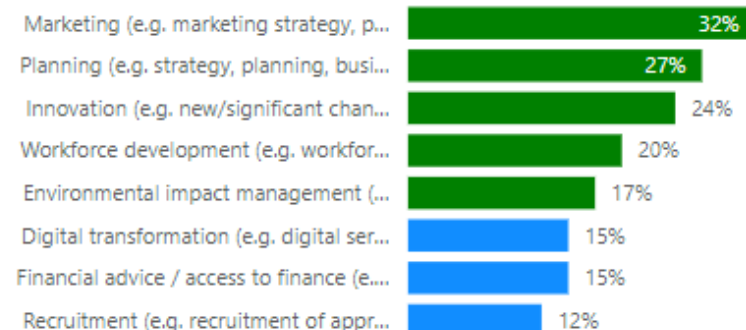 Marketing (e.g. marketing strategy, p... 32%
Planning (e.g. strategy, planning, busi... 27%
Innovation (e.g. new/significant chan... 24%
Workforce development (e.g. workfor... 20%
Environmental impact management (... 17%
Digital transformation (e.g. digital ser... 15%
Financial advice / access to finance (e.... 15%
Recruitment (e.g. recruitment of appr... 12%